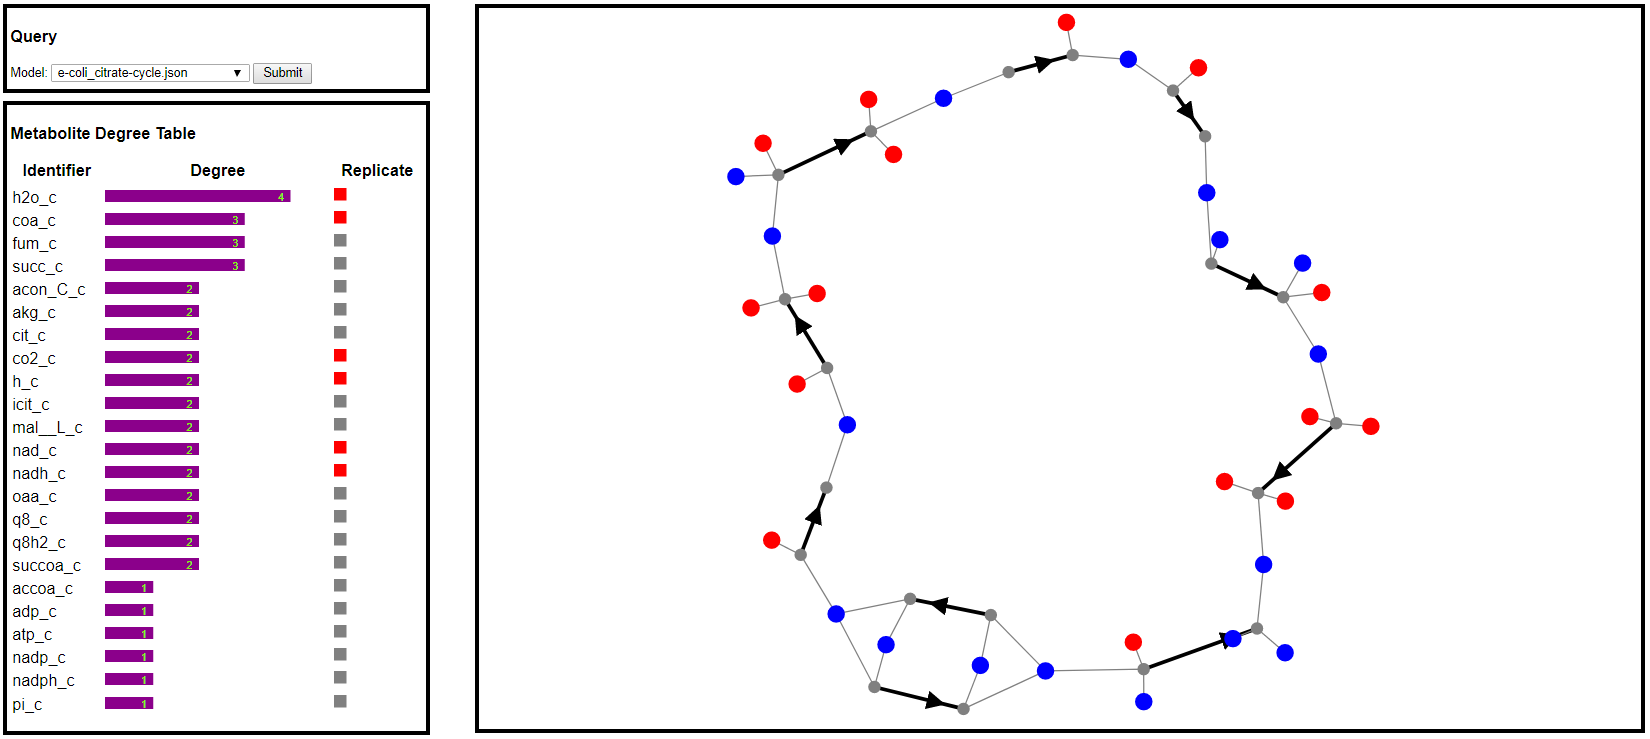 Query
Model: e-coli_citrate-cycle.json Submit
Metabolite Degree Table
Identifier Degree Replicate
h2o_c 4
coa_c 3
fum_c 3
succ_c 3
acon_C_c 2
akg_c 2
cit_c 2
co2_c 2
h_c 2
icit_c 2
mal__L_c 2
nad_c 2
nadh_c 2
oaa_c 2
q8_c 2
q8h2_c 2
succoa_c 2
accoa_c 1
adp_c 1
atp_c 1
nadp_c 1
nadph_c 1
pi_c 1